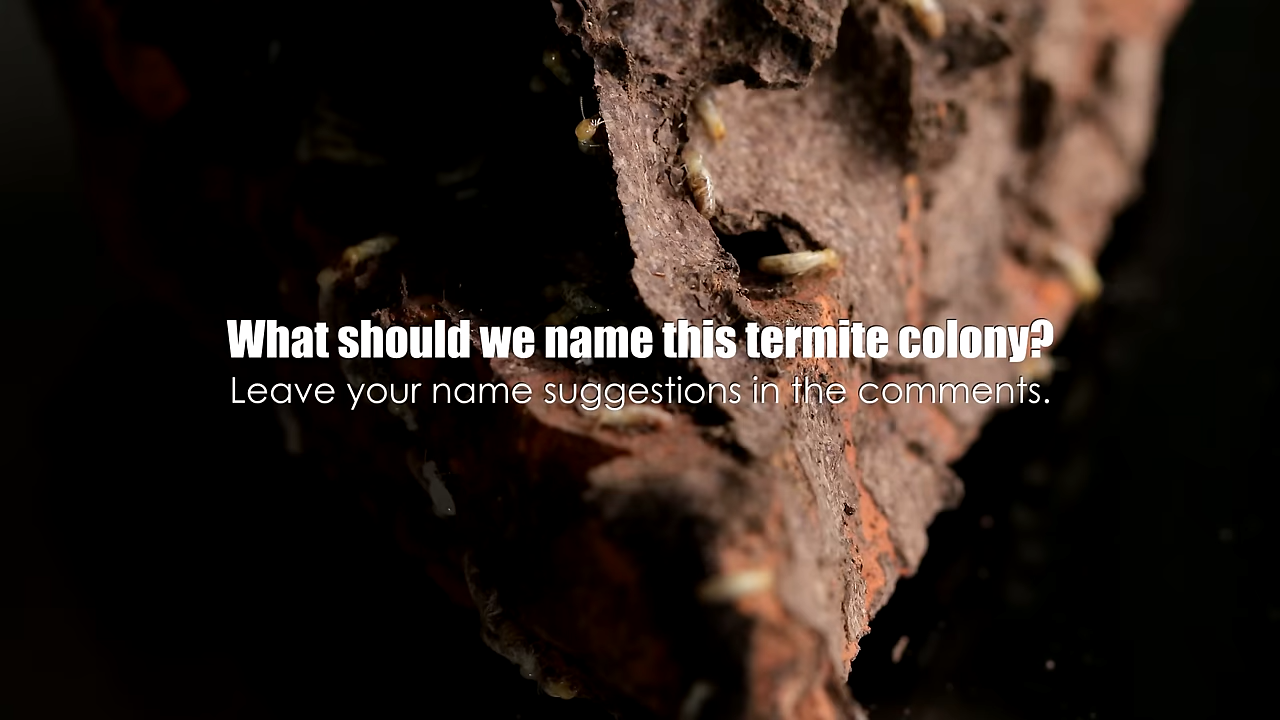 What should we name this termite colony?
Leave your name suggestions in the comments.